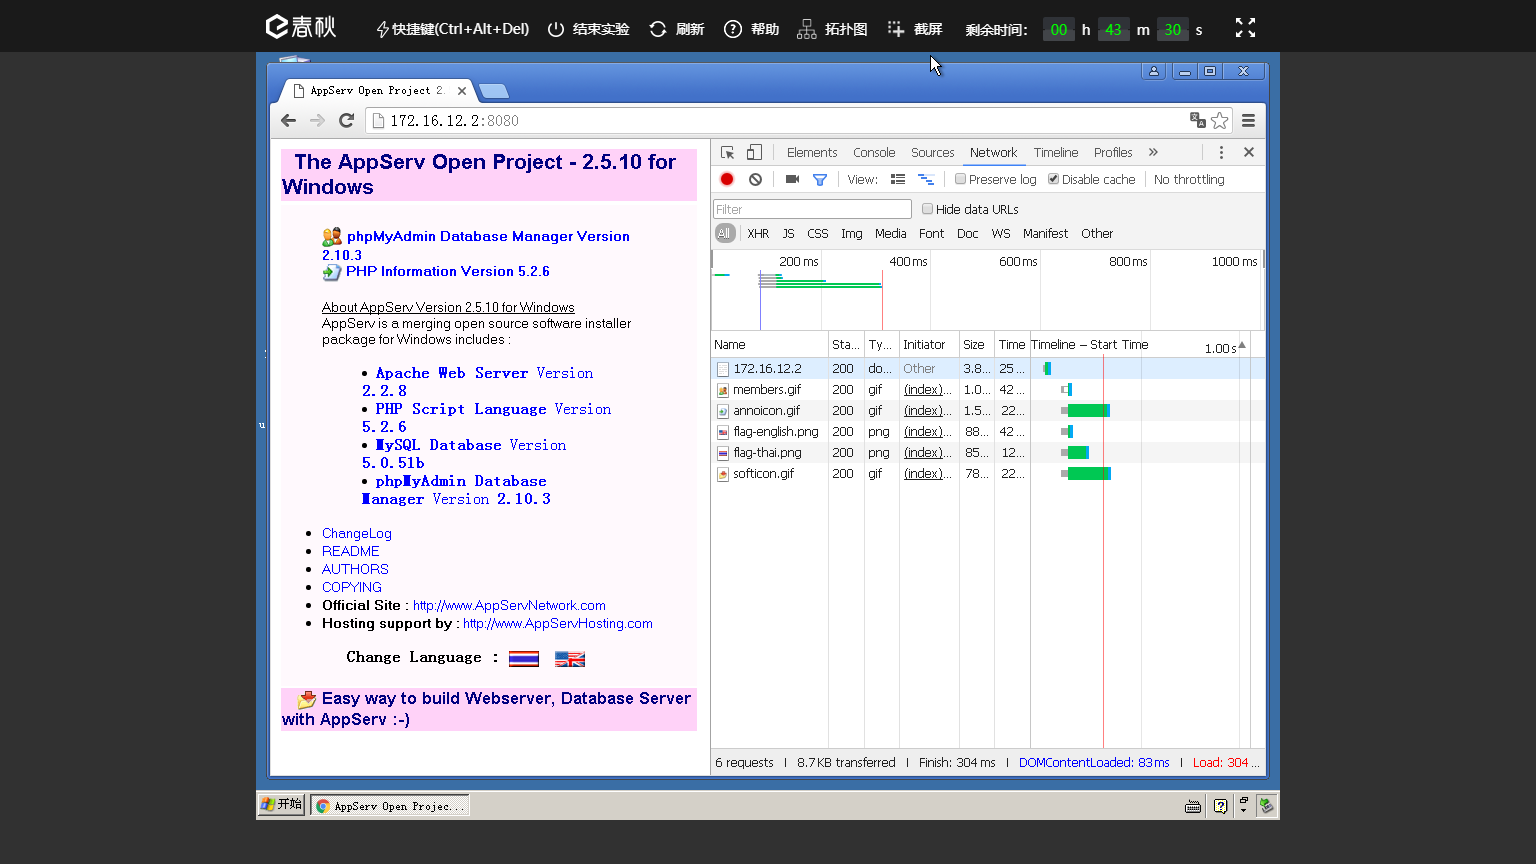 e春秋 快捷键(Ctrl+Alt+Del) 结束实验 刷新 帮助 拓扑图 截屏 剩余时间: 00 h 43 m 30 s
AppServ Open Project 2.
172.16.12.2:8080
The AppServ Open Project - 2.5.10 for
Windows
phpMyAdmin Database Manager Version
2.10.3
PHP Information Version 5.2.6
About AppServ Version 2.5.10 for Windows
AppServ is a merging open source software installer
package for Windows includes :
• Apache Web Server Version
2.2.8
• PHP Script Language Version
5.2.6
• MySQL Database Version
5.0.51b
• phpMyAdmin Database
Manager Version 2.10.3
• ChangeLog
• README
• AUTHORS
• COPYING
• Official Site : http://www.AppServNetwork.com
• Hosting support by : http://www.AppServHosting.com
Change Language :
Easy way to build Webserver, Database Server
with AppServ :-)
Elements Console Sources Network Timeline Profiles »
View: Preserve log Disable cache No throttling
Filter Hide data URLs
All XHR JS CSS Img Media Font Doc WS Manifest Other
200 ms 400 ms 600 ms 800 ms 1000 ms
Name Sta... Ty... Initiator Size Time Timeline – Start Time 1.00 s
172.16.12.2 200 do... Other 3.8... 25 ...
members.gif 200 gif (index)... 1.0... 42 ...
annoicon.gif 200 gif (index)... 1.5... 22...
flag-english.png 200 png (index)... 88... 42 ...
flag-thai.png 200 png (index)... 85... 12...
softicon.gif 200 gif (index)... 78... 22...
6 requests | 8.7 KB transferred | Finish: 304 ms | DOMContentLoaded: 83 ms | Load: 304 ...
开始 AppServ Open Projec...